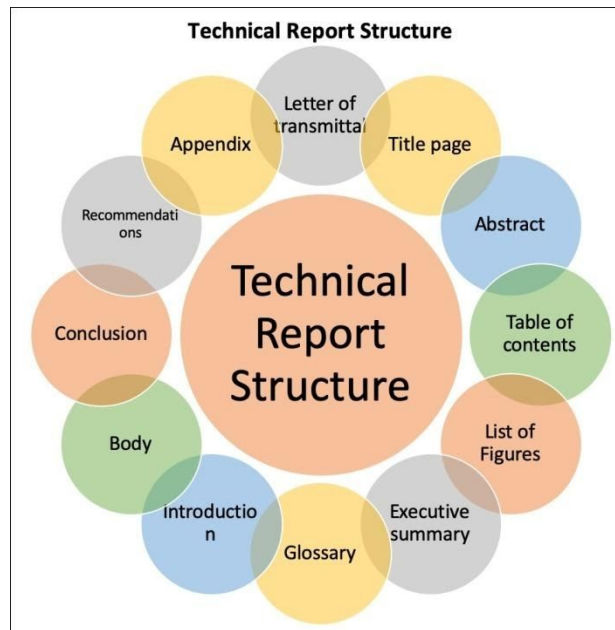 Technical Report Structure
Letter of
transmittal
Title page
Abstract
Table of
contents
List of
Figures
Executive
summary
Glossary
Introductio
n
Body
Conclusion
Recommendati
ons
Appendix
Technical
Report
Structure